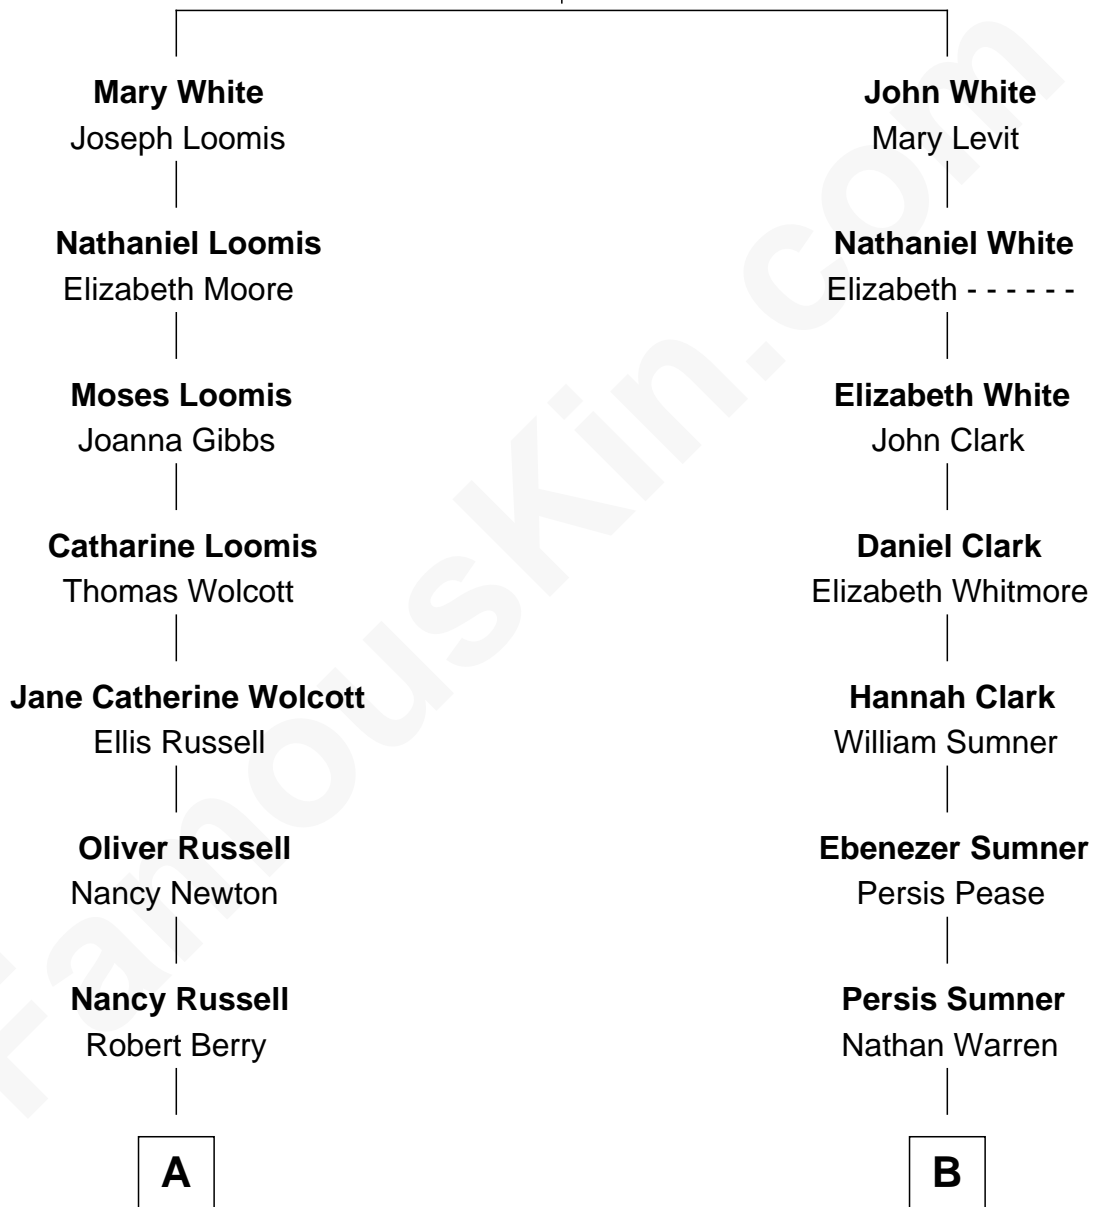 Mary White
Joseph Loomis
Nathaniel Loomis
Elizabeth Moore
Moses Loomis
Joanna Gibbs
Catharine Loomis
Thomas Wolcott
Jane Catherine Wolcott
Ellis Russell
Oliver Russell
Nancy Newton
Nancy Russell
Robert Berry
A
John White
Mary Levit
Nathaniel White
Elizabeth - - - - - -
Elizabeth White
John Clark
Daniel Clark
Elizabeth Whitmore
Hannah Clark
William Sumner
Ebenezer Sumner
Persis Pease
Persis Sumner
Nathan Warren
B
FamousKin.com